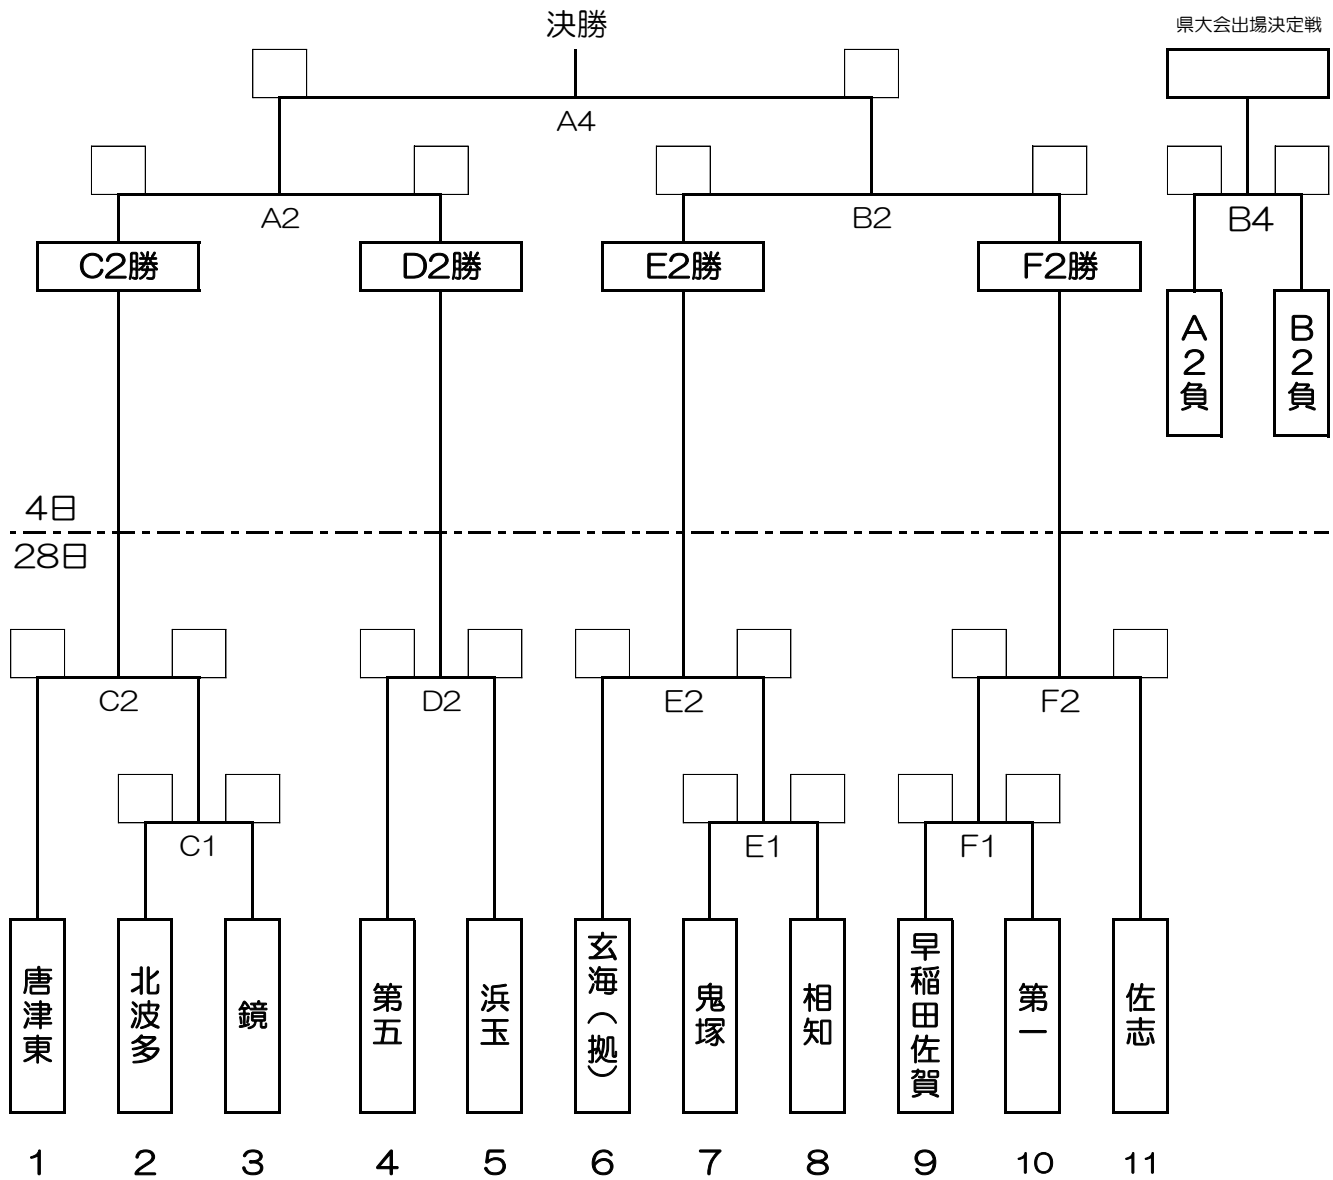 決勝
県大会出場決定戦
A4
A2
B2
B4
C2勝
D2勝
E2勝
F2勝
A2負
B2負
4日
28日
C2
D2
E2
F2
C1
E1
F1
唐津東
北波多
鏡
第五
浜玉
玄海（拠）
鬼塚
相知
早稲田佐賀
第一
佐志
1
2
3
4
5
6
7
8
9
10
11